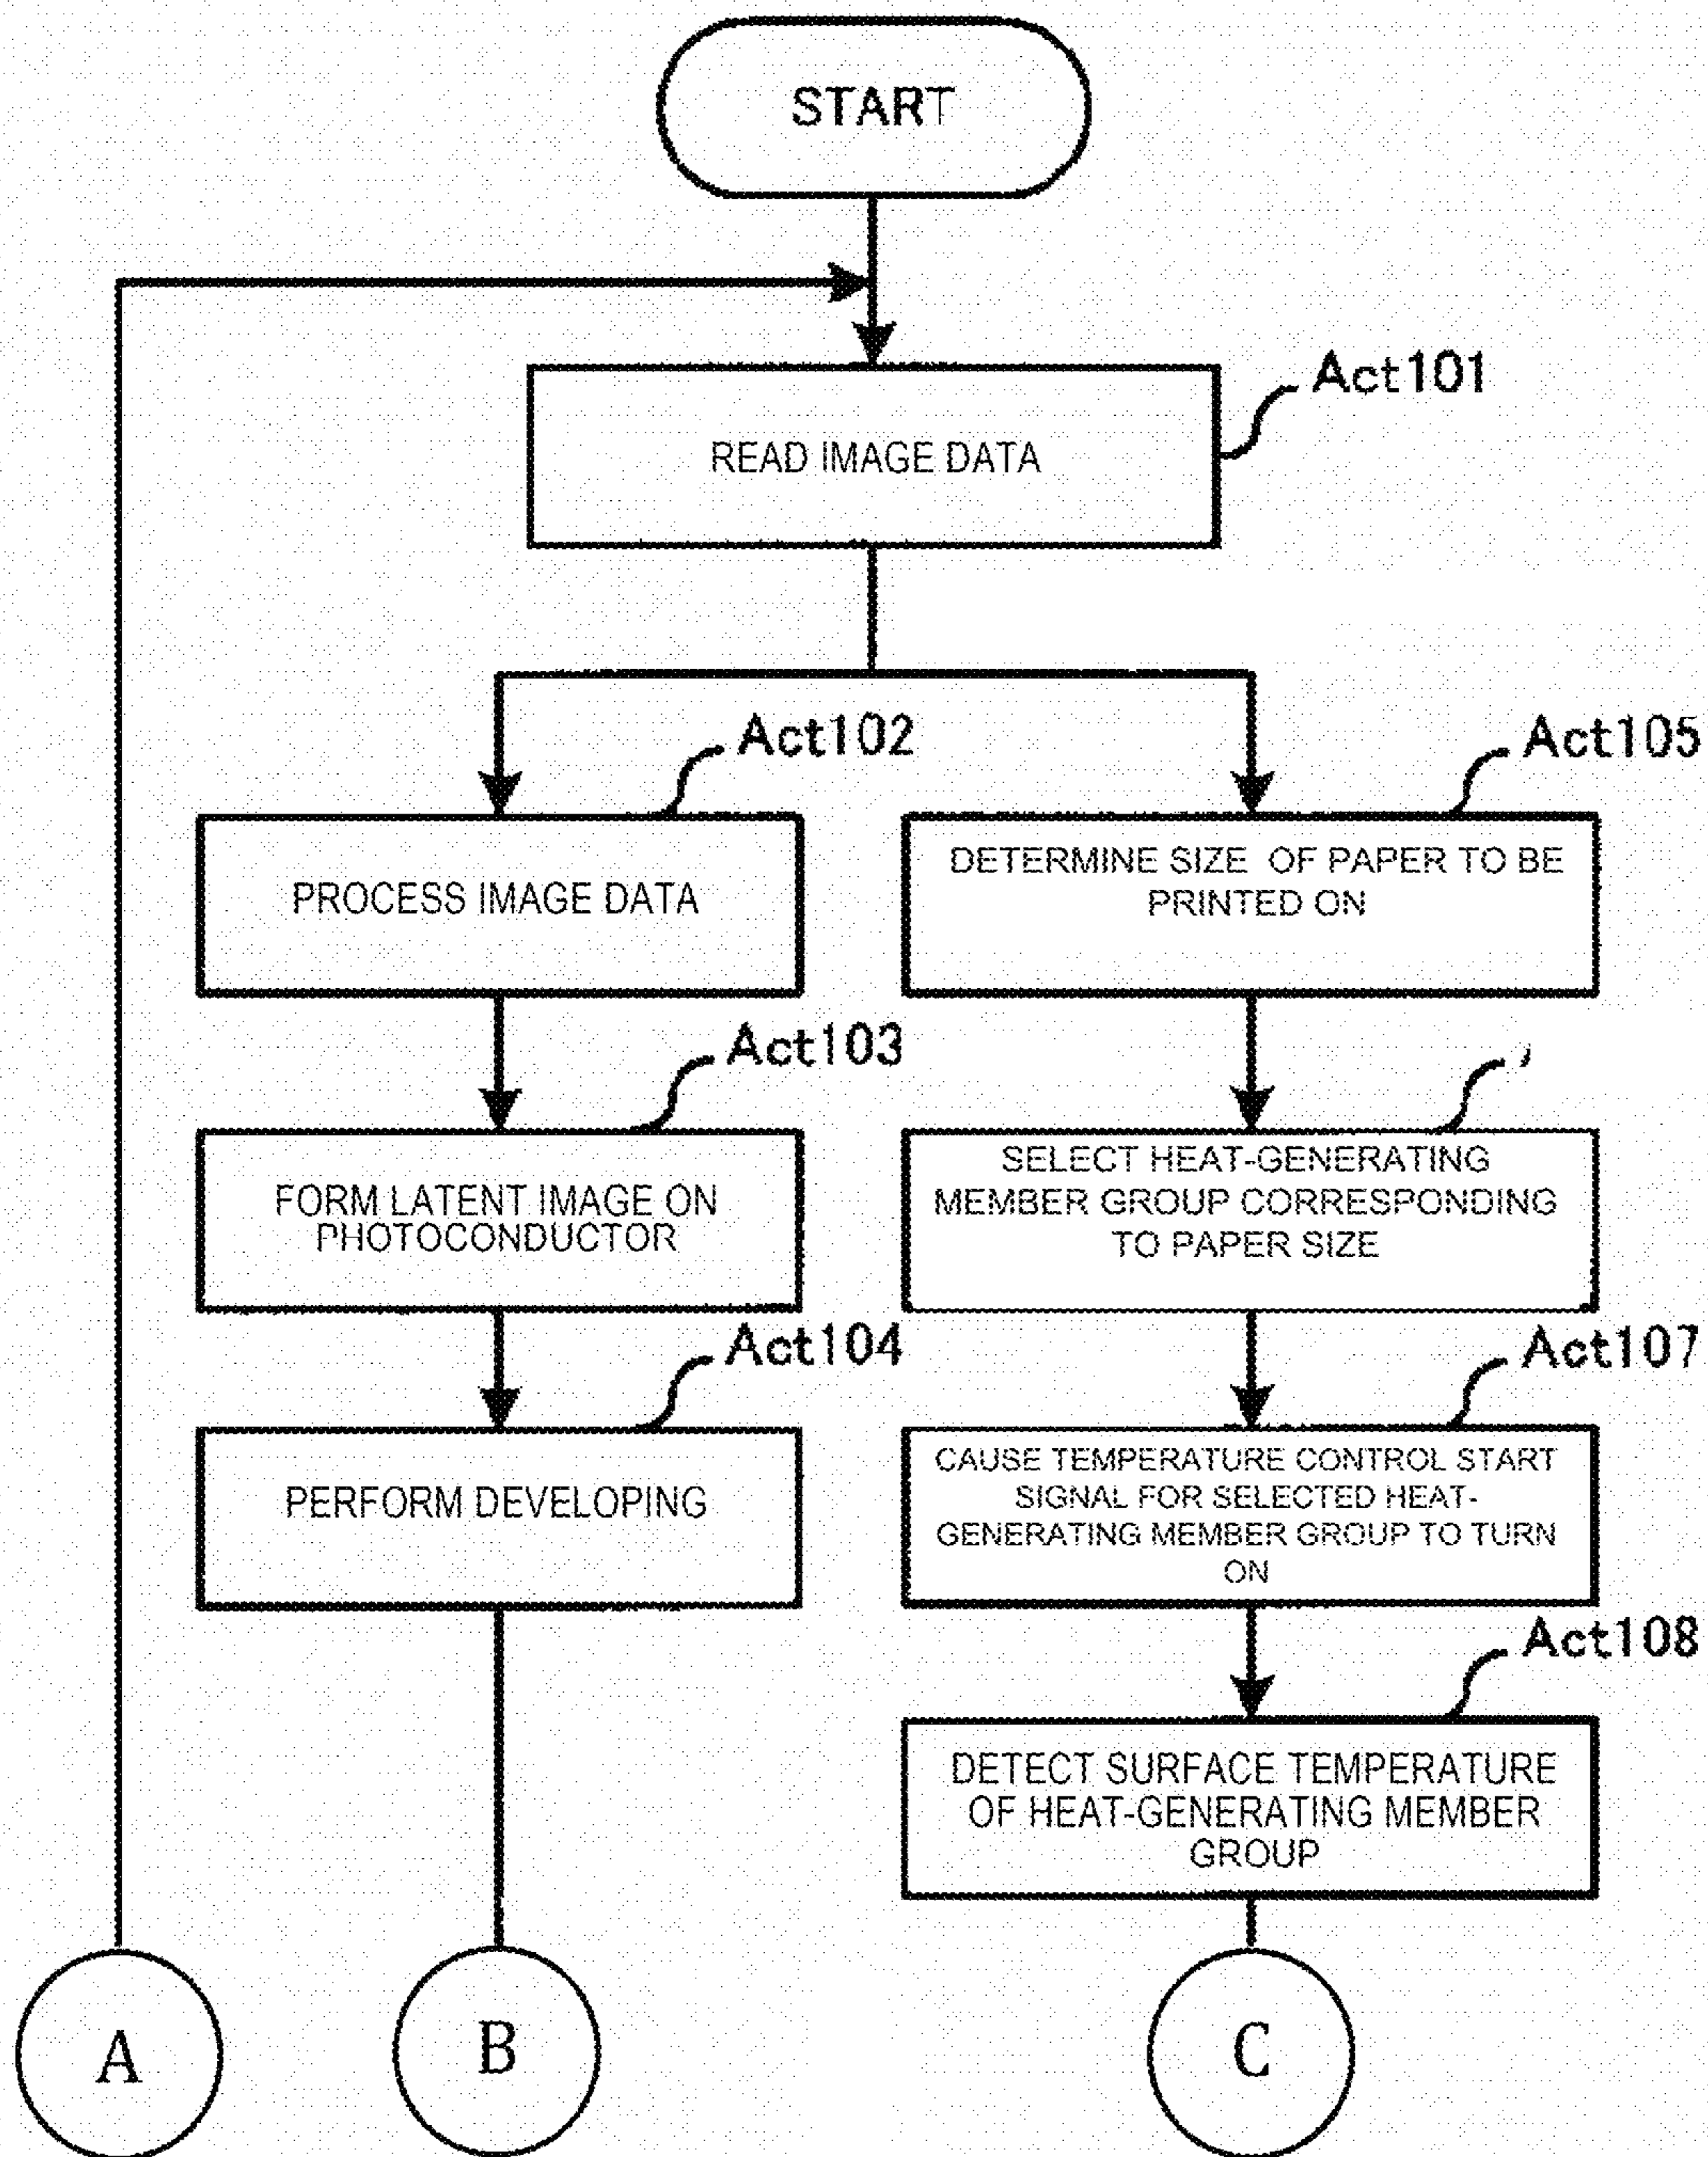 START
Act101
READ IMAGE DATA
Act102
Act105
PROCESS IMAGE DATA
DETERMINE SIZE OF PAPER TO BE
PRINTED ON
Act103
FORM LATENT IMAGE ON
PHOTOCONDUCTOR
SELECT HEAT-GENERATING
MEMBER GROUP CORRESPONDING
TO PAPER SIZE
Act104
Act107
PERFORM DEVELOPING
CAUSE TEMPERATURE CONTROL START
SIGNAL FOR SELECTED HEAT-
GENERATING MEMBER GROUP TO TURN
ON
Act108
DETECT SURFACE TEMPERATURE
OF HEAT-GENERATING MEMBER
GROUP
A
B
C